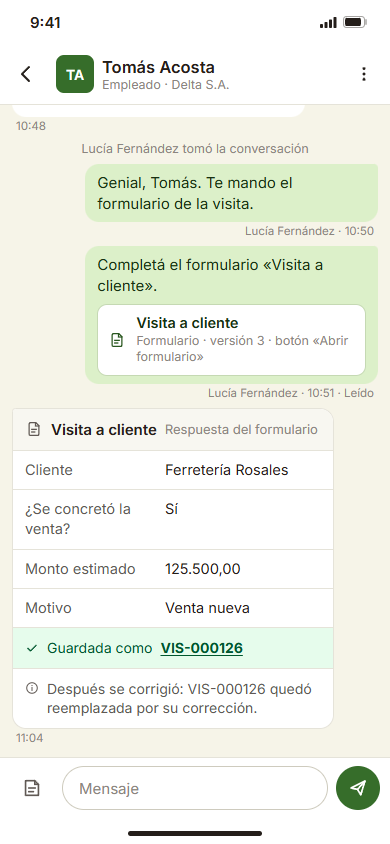 9:41
TA
Tomás Acosta
Empleado · Delta S.A.
10:48
Lucía Fernández tomó la conversación
Genial, Tomás. Te mando el
formulario de la visita.
Lucía Fernández · 10:50
Completá el formulario «Visita a
cliente».
Visita a cliente
Formulario · versión 3 · botón «Abrir
formulario»
Lucía Fernández · 10:51 · Leído
Visita a cliente Respuesta del formulario
Cliente Ferretería Rosales
¿Se concretó la Sí
venta?
Monto estimado 125.500,00
Motivo Venta nueva
Guardada como VIS-000126
Después se corrigió: VIS-000126 quedó
reemplazada por su corrección.
11:04
Mensaje